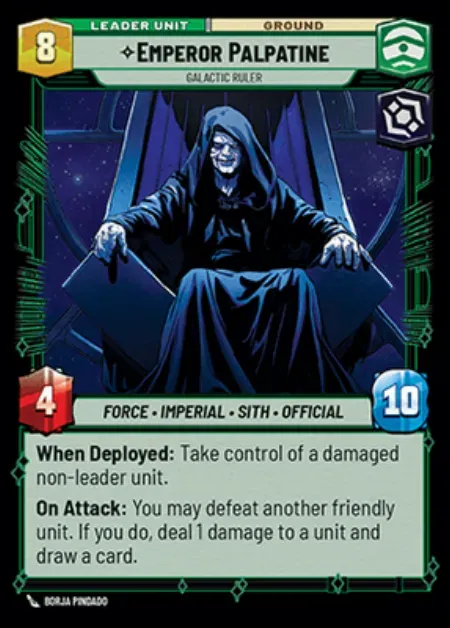 LEADER UNIT
GROUND
8
EMPEROR PALPATINE
GALACTIC RULER
4
FORCE • IMPERIAL • SITH • OFFICIAL
10
When Deployed: Take control of a damaged
non-leader unit.
On Attack: You may defeat another friendly
unit. If you do, deal 1 damage to a unit and
draw a card.
BORJA PINDADO